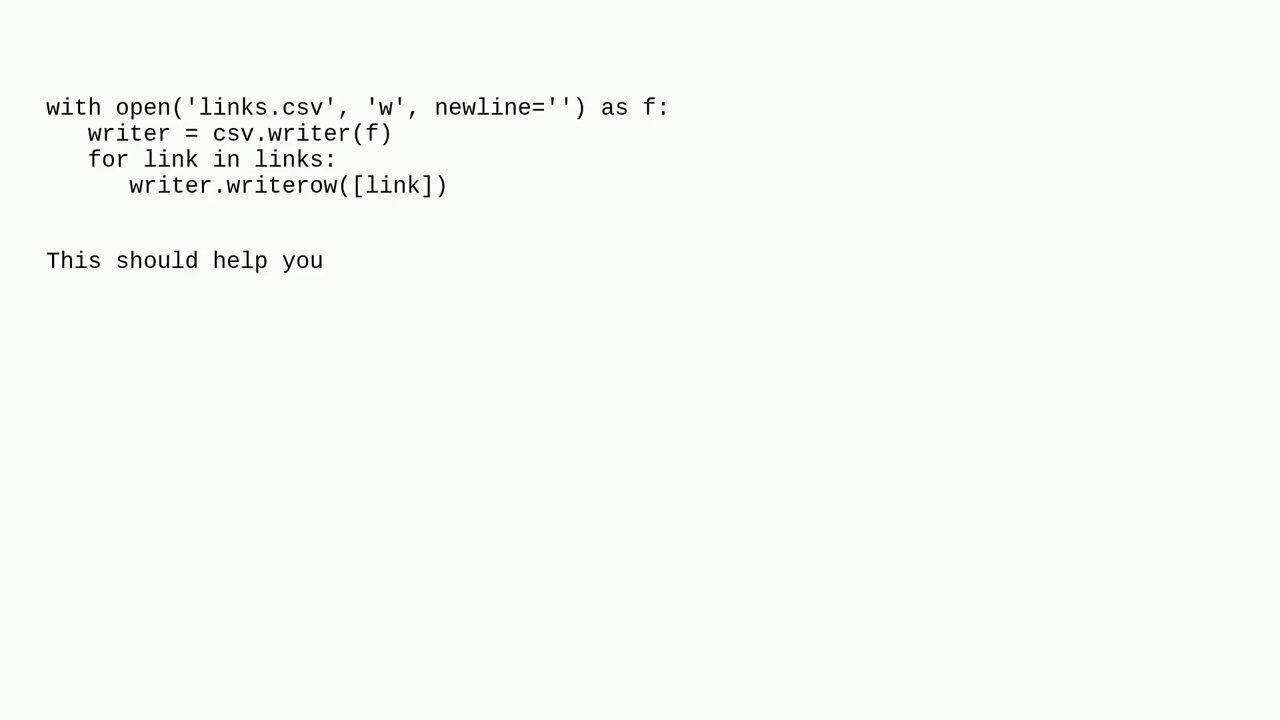 with open('links.csv', 'w', newline='') as f:
   writer = csv.writer(f)
   for link in links:
      writer.writerow([link])
This should help you